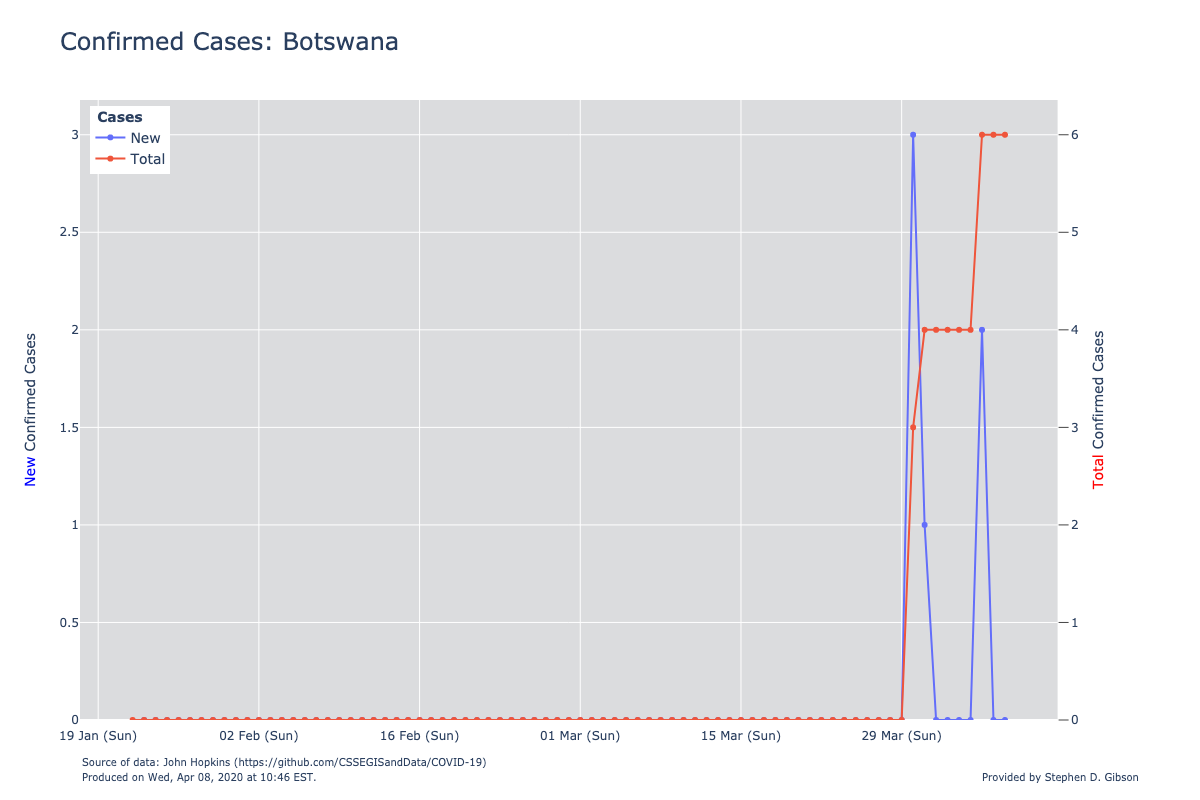 Confirmed Cases: Botswana
Cases
New
Total
3
2.5
2
1.5
1
0.5
0
New Confirmed Cases
6
5
4
3
2
1
0
Total Confirmed Cases
19 Jan (Sun) 02 Feb (Sun) 16 Feb (Sun) 01 Mar (Sun) 15 Mar (Sun) 29 Mar (Sun)
Source of data: John Hopkins (https://github.com/CSSEGISandData/COVID-19)
Produced on Wed, Apr 08, 2020 at 10:46 EST.
Provided by Stephen D. Gibson